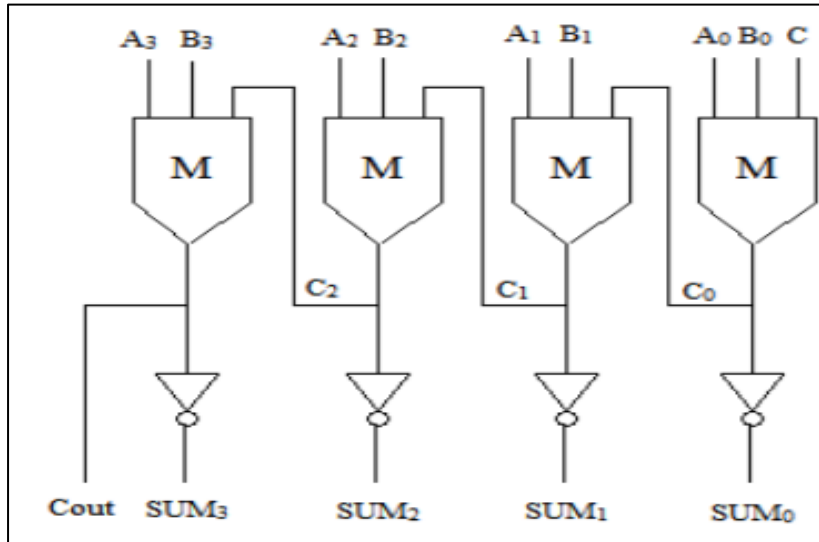 A₃ B₃ A₂ B₂ A₁ B₁ A₀ B₀ C
M M M M
C₂ C₁ C₀
Cout SUM₃ SUM₂ SUM₁ SUM₀